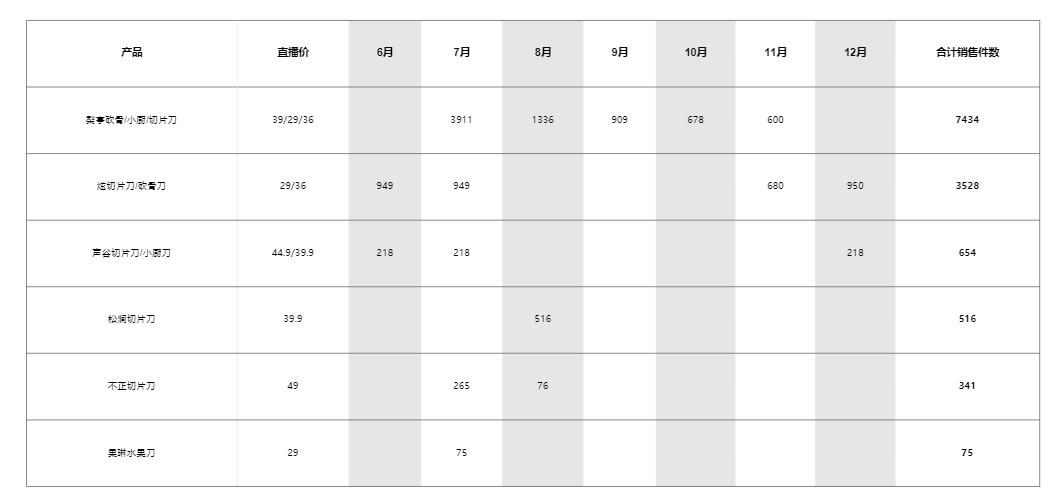 产品 直播价 6月 7月 8月 9月 10月 11月 12月 合计销售件数
梨亭砍骨/小厨/切片刀 39/29/36 3911 1336 909 678 600 7434
炫切片刀/砍骨刀 29/36 949 949 680 950 3528
声谷切片刀/小厨刀 44.9/39.9 218 218 218 654
松涧切片刀 39.9 516 516
不正切片刀 49 265 76 341
水果刀 29 75 75